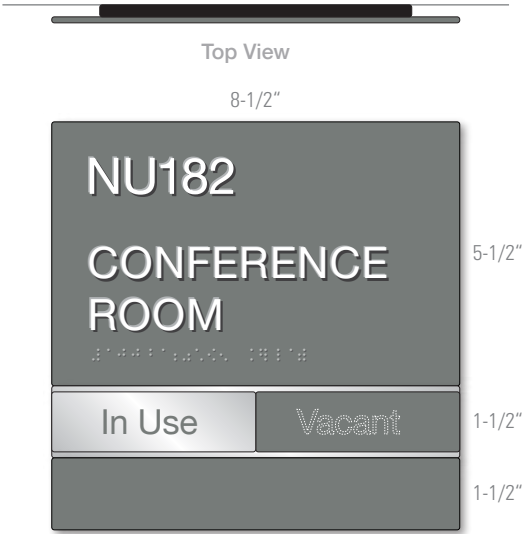 Top View
8-1/2"
NU182
CONFERENCE
ROOM
5-1/2"
In Use Vacant
1-1/2"
1-1/2"